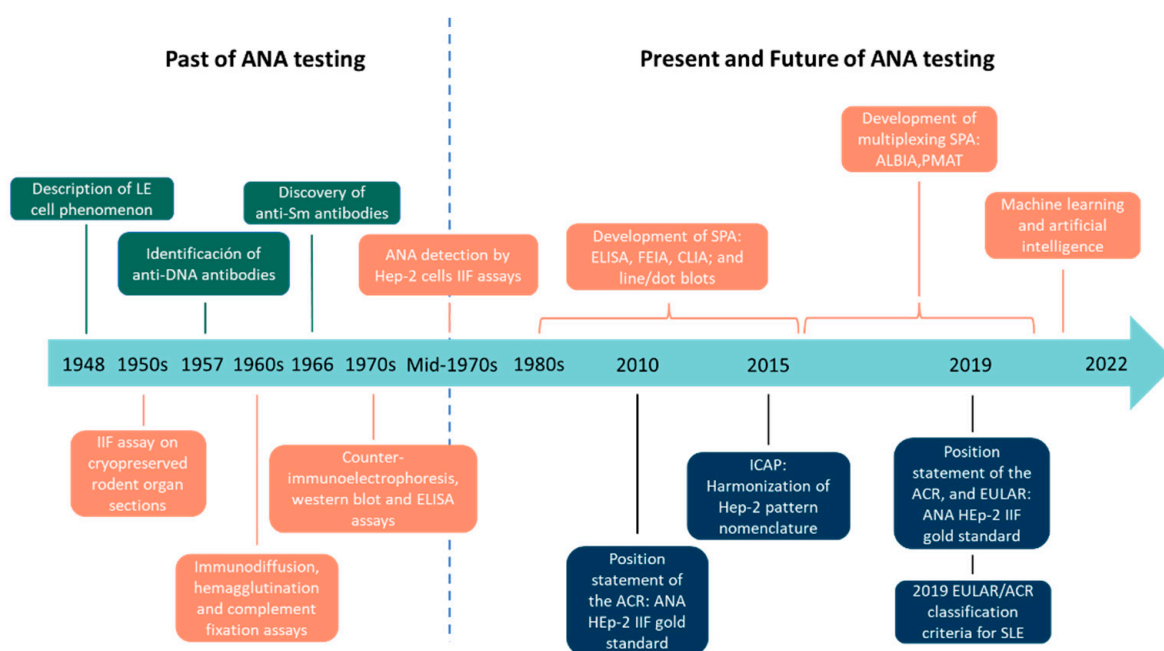 Past of ANA testing
Present and Future of ANA testing
Description of LE
cell phenomenon
Identificación of
anti-DNA antibodies
Discovery of
anti-Sm antibodies
ANA detection by
Hep-2 cells IIF assays
Development of SPA:
ELISA, FEIA, CLIA; and
line/dot blots
Development of
multiplexing SPA:
ALBIA,PMAT
Machine learning
and artificial
intelligence
1948 1950s 1957 1960s 1966 1970s Mid-1970s 1980s 2010 2015 2019 2022
IIF assay on
cryopreserved
rodent organ
sections
Immunodiffusion,
hemagglutination
and complement
fixation assays
Counter-
immunoelectrophoresis,
western blot and ELISA
assays
Position
statement of
the ACR: ANA
HEp-2 IIF gold
standard
ICAP:
Harmonization of
Hep-2 pattern
nomenclature
Position
statement of the
ACR, and EULAR:
ANA HEp-2 IIF
gold standard
2019 EULAR/ACR
classification
criteria for SLE